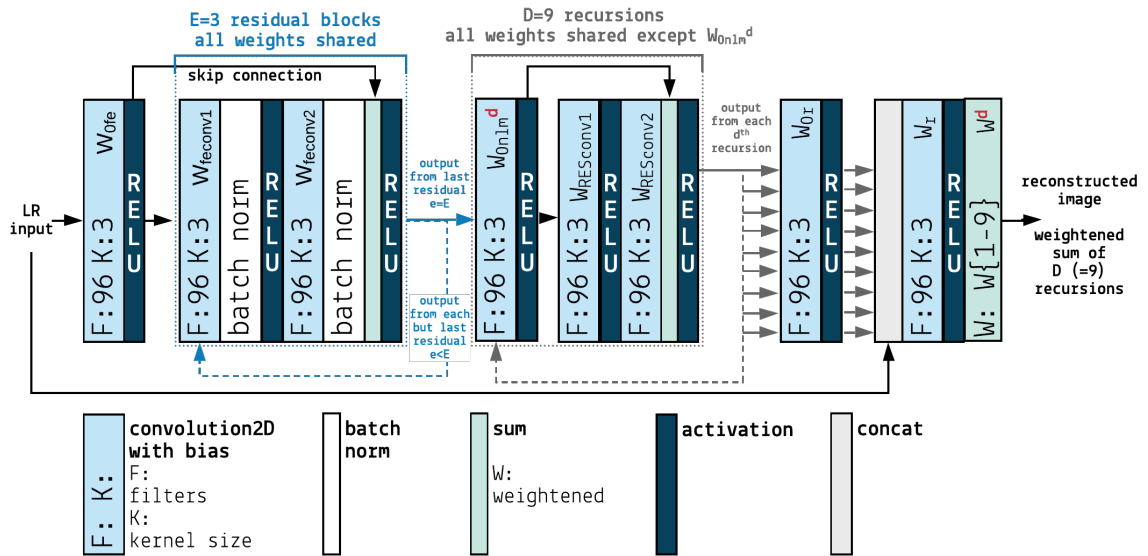 E=3 residual blocks
all weights shared
D=9 recursions
all weights shared except W0nlm^d
skip connection
LR
input
F:96 K:3 W0fe
RELU
F:96 K:3 Wfeconv1
batch norm
RELU
F:96 K:3 Wfeconv2
batch norm
RELU
output
from last
residual
e=E
output
from each
but last
residual
e<E
F:96 K:3 W0nlm^d
RELU
F:96 K:3 WRESconv1
RELU
F:96 K:3 WRESconv2
RELU
output
from each
dth
recursion
F:96 K:3 W0r
RELU
F:96 K:3 Wr
RELU
W: W{1-9} W^d
reconstructed
image
weightened
sum of
D (=9)
recursions
F: K:
convolution2D
with bias
F:
filters
K:
kernel size
batch
norm
sum
W:
weightened
activation
concat